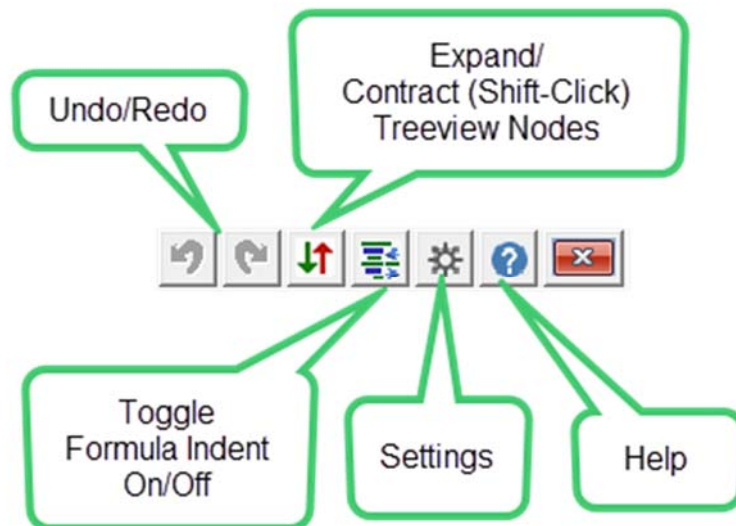 Undo/Redo
Expand/
Contract (Shift-Click)
Treeview Nodes
?
Toggle
Formula Indent
On/Off
Settings
Help